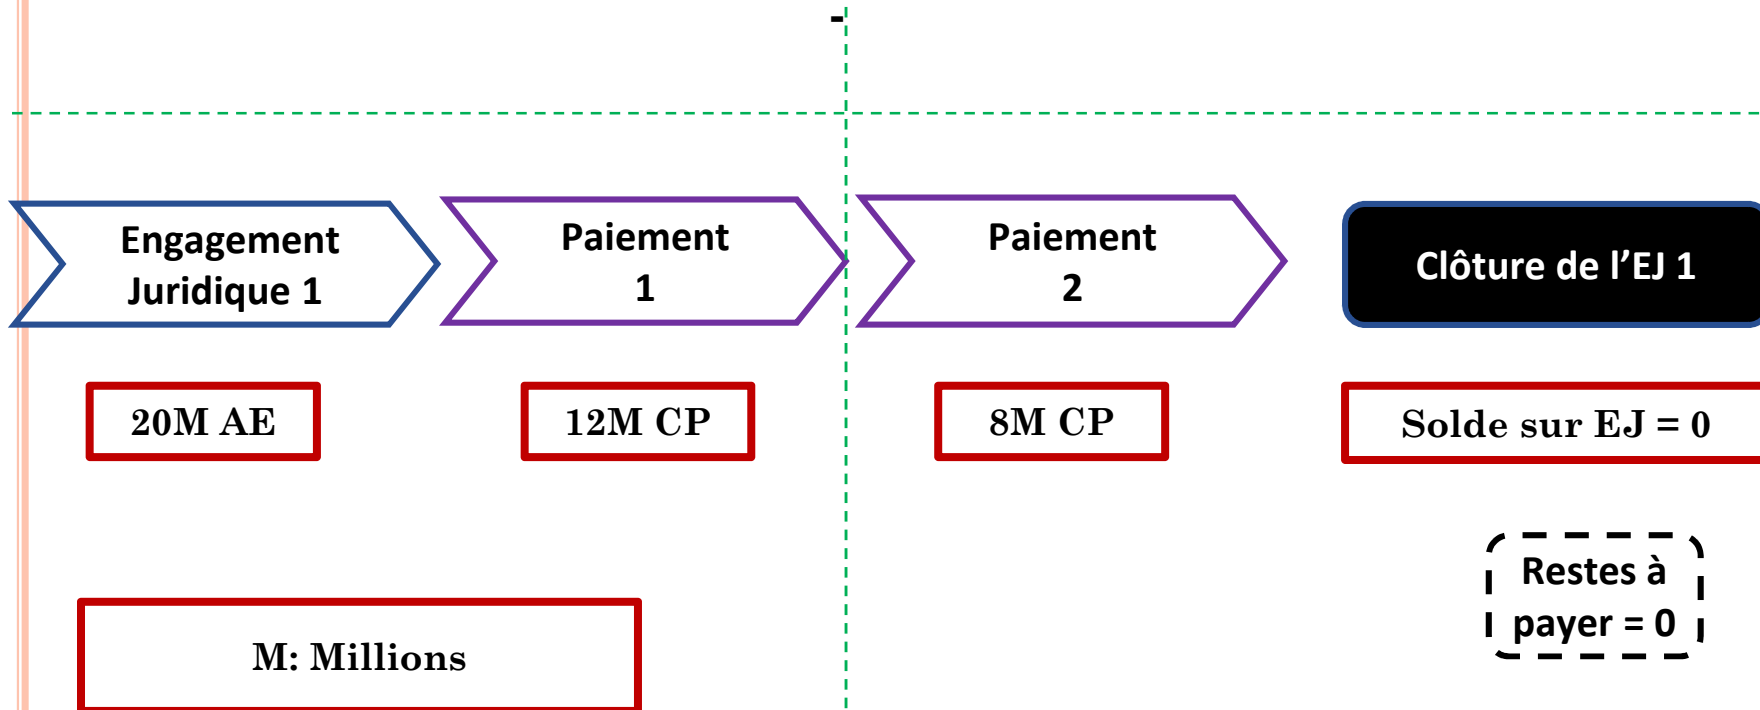 -
Engagement
Juridique 1
Paiement
1
Paiement
2
Clôture de l’EJ 1
20M AE
12M CP
8M CP
Solde sur EJ = 0
Restes à
payer = 0
M: Millions